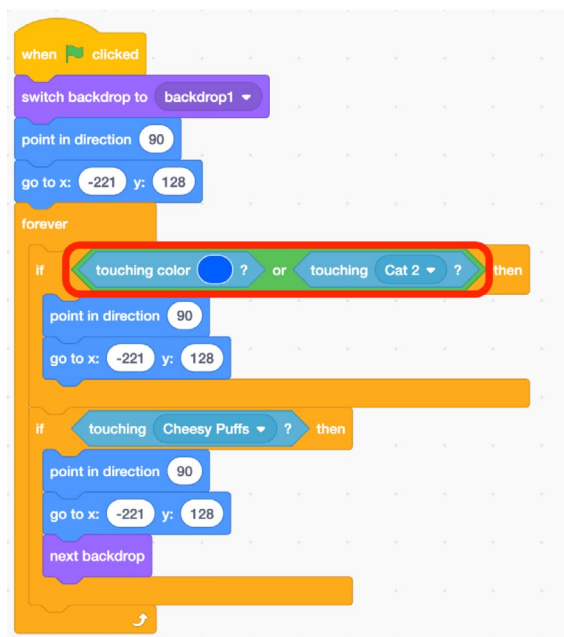 when clicked
switch backdrop to backdrop1
point in direction 90
go to x: -221 y: 128
forever
if touching color ? or touching Cat 2 ? then
point in direction 90
go to x: -221 y: 128
if touching Cheesy Puffs ? then
point in direction 90
go to x: -221 y: 128
next backdrop